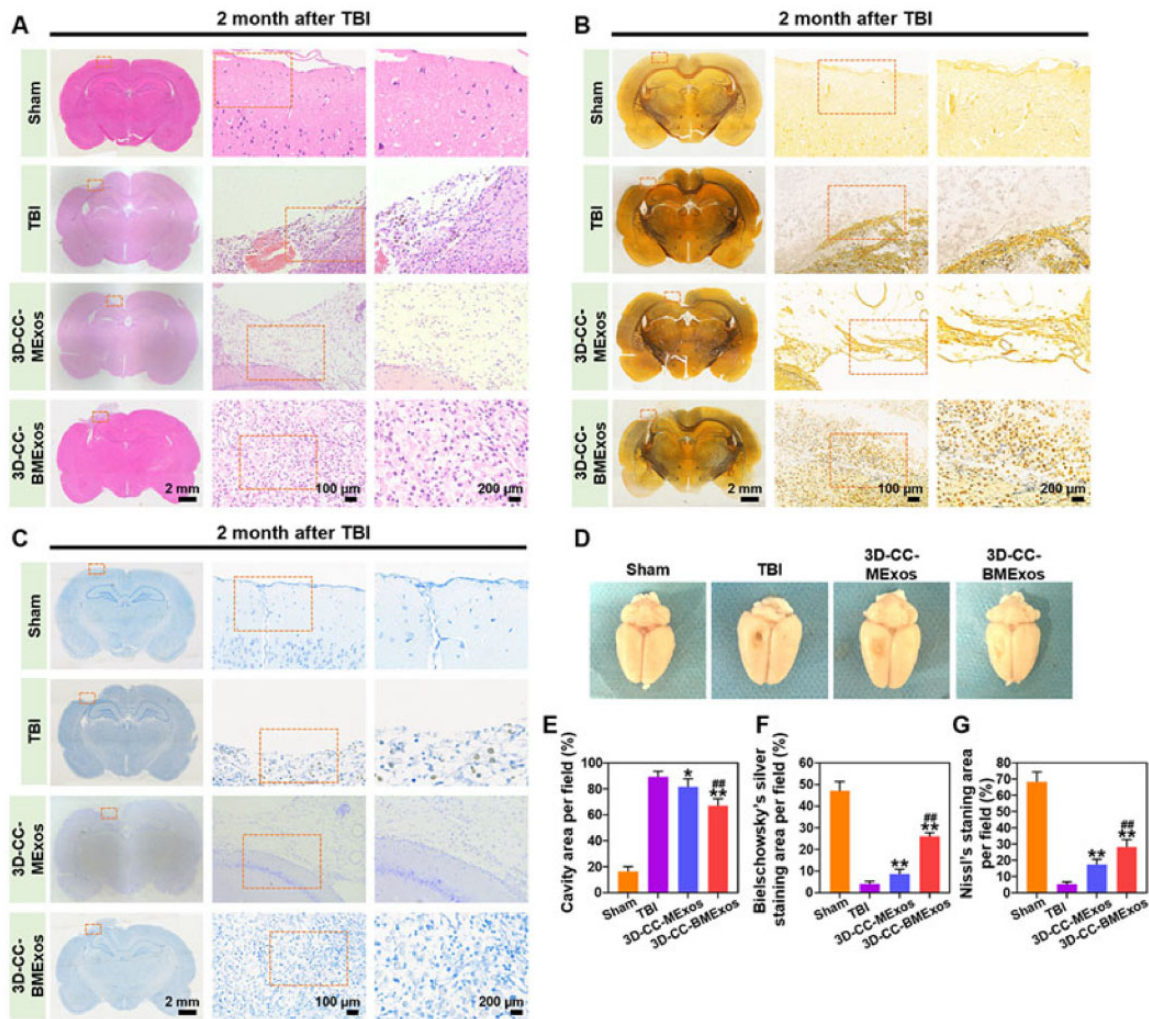 A
2 month after TBI
Sham
TBI
3D-CC-
MExos
3D-CC-
BMExos
2 mm
100 µm
200 µm
B
2 month after TBI
Sham
TBI
3D-CC-
MExos
3D-CC-
BMExos
2 mm
100 µm
200 µm
C
2 month after TBI
Sham
TBI
3D-CC-
MExos
3D-CC-
BMExos
2 mm
100 µm
200 µm
D
Sham
TBI
3D-CC-
MExos
3D-CC-
BMExos
E
Cavity area per field (%)
100
80
60
40
20
0
*
##
**
Sham
TBI
3D-CC-MExos
3D-CC-BMExos
F
Bielschowsky's silver
staining area per field (%)
60
50
40
30
20
10
0
**
##
**
Sham
TBI
3D-CC-MExos
3D-CC-BMExos
G
Nissl's staning area
per field (%)
80
70
60
50
40
30
20
10
0
**
##
**
Sham
TBI
3D-CC-MExos
3D-CC-BMExos